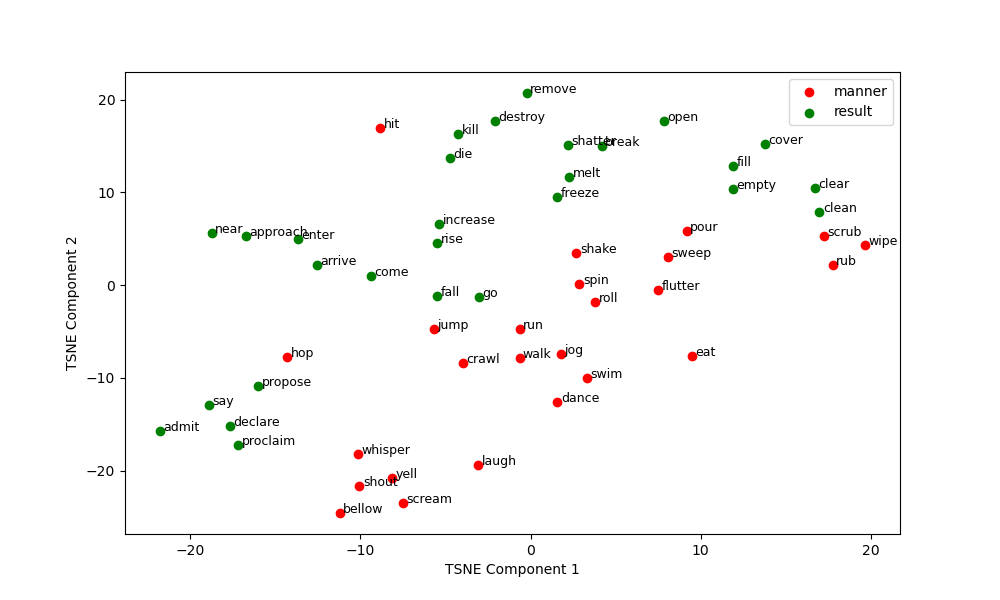 remove
manner
result
hit
destroy
open
kill
shatter
break
cover
die
fill
melt
empty
clear
freeze
clean
near
approach
enter
increase
rise
pour
scrub
wipe
shake
sweep
rub
arrive
come
spin
flutter
fall
go
roll
jump
run
hop
crawl
walk
jog
eat
propose
swim
say
dance
admit
declare
proclaim
whisper
laugh
yell
shout
scream
bellow
20
10
0
−10
−20
−20
−10
0
10
20
TSNE Component 1
TSNE Component 2